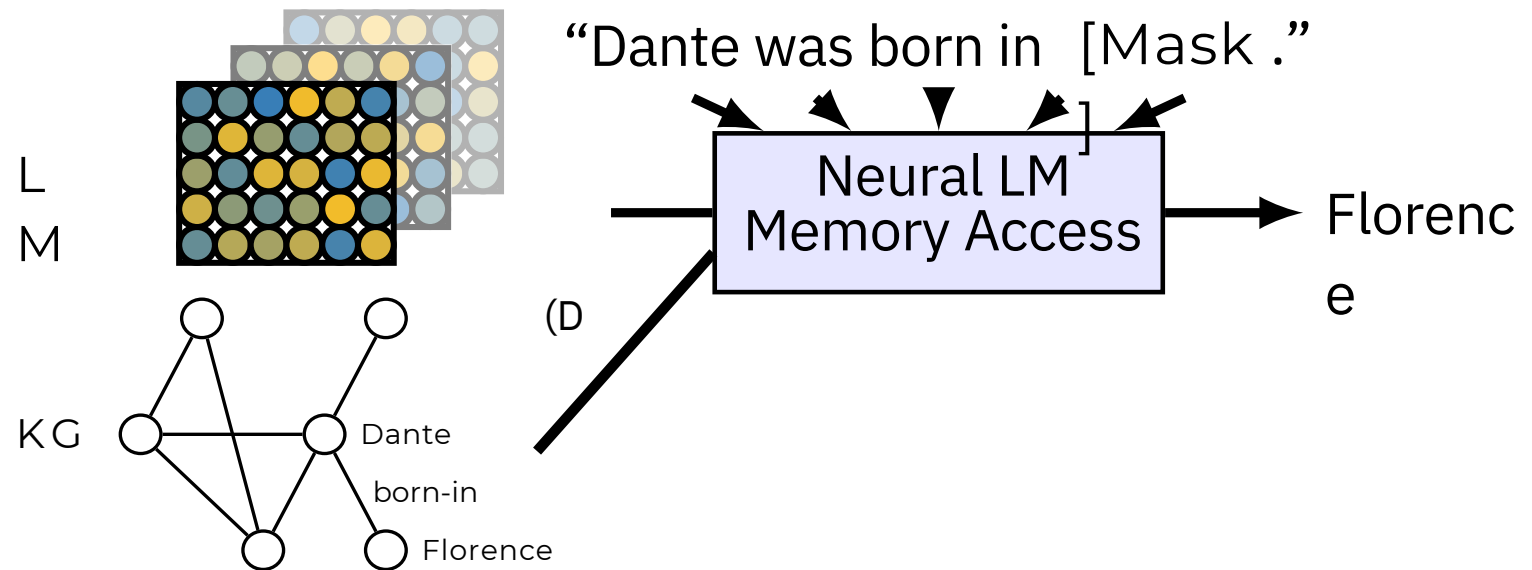 “Dante was born in [Mask .”
]
L
M
Neural LM
Memory Access
Florenc
e
(D
KG
Dante
born-in
Florence